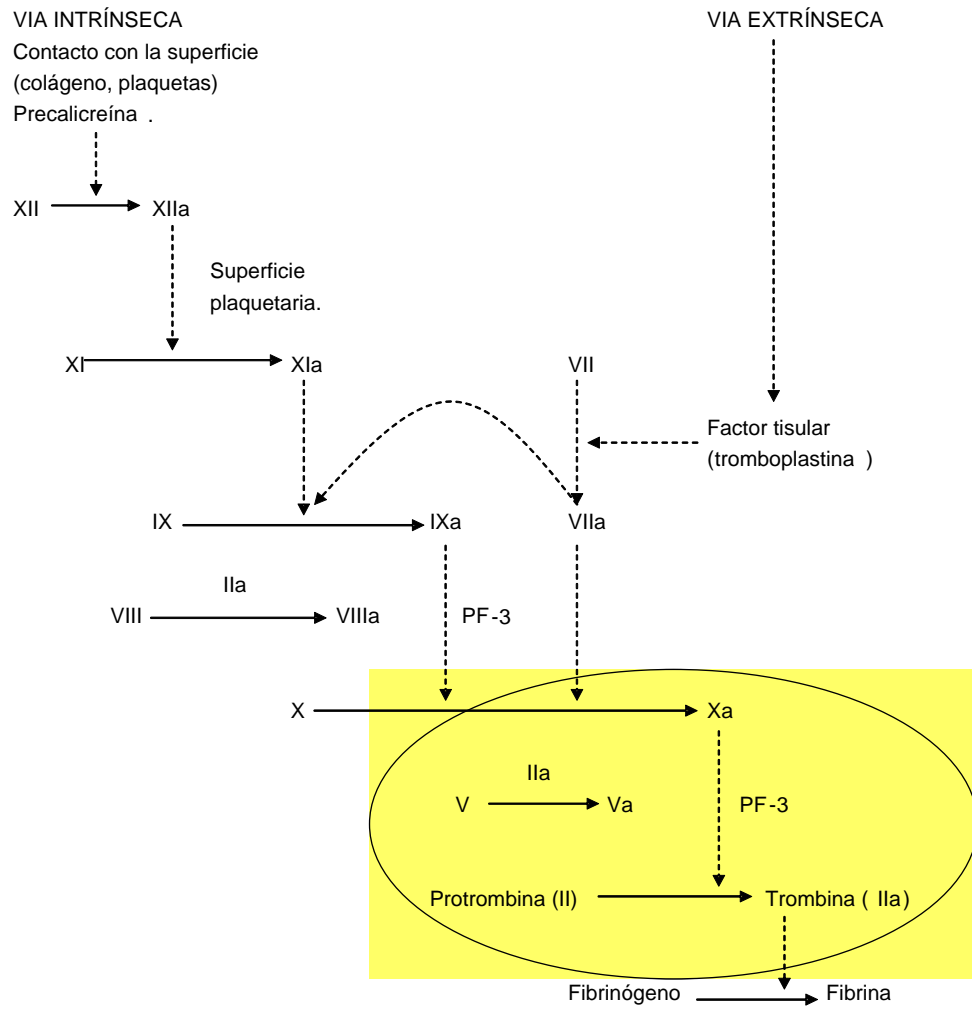 VIA INTRÍNSECA
Contacto con la superficie
(colágeno, plaquetas)
Precalicreína .
VIA EXTRÍNSECA
XII
XIIa
Superficie
plaquetaria.
XI
XIa
VII
Factor tisular
(tromboplastina )
IX
IXa
VIIa
IIa
VIII
VIIIa
PF-3
X
Xa
IIa
V
Va
PF-3
Protrombina (II)
Trombina ( IIa)
Fibrinógeno
Fibrina